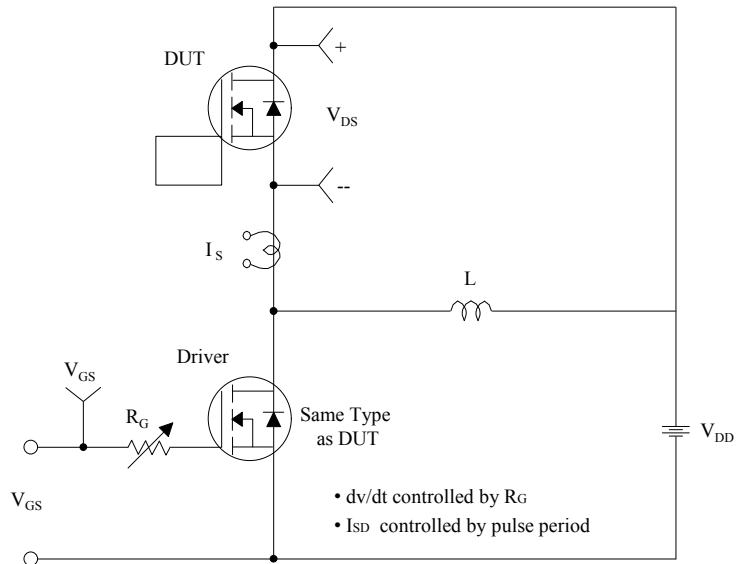 DUT
+
VDS
--
IS
L
Driver
VGS
RG
Same Type
as DUT
VDD
VGS
• dv/dt controlled by RG
• ISD controlled by pulse period